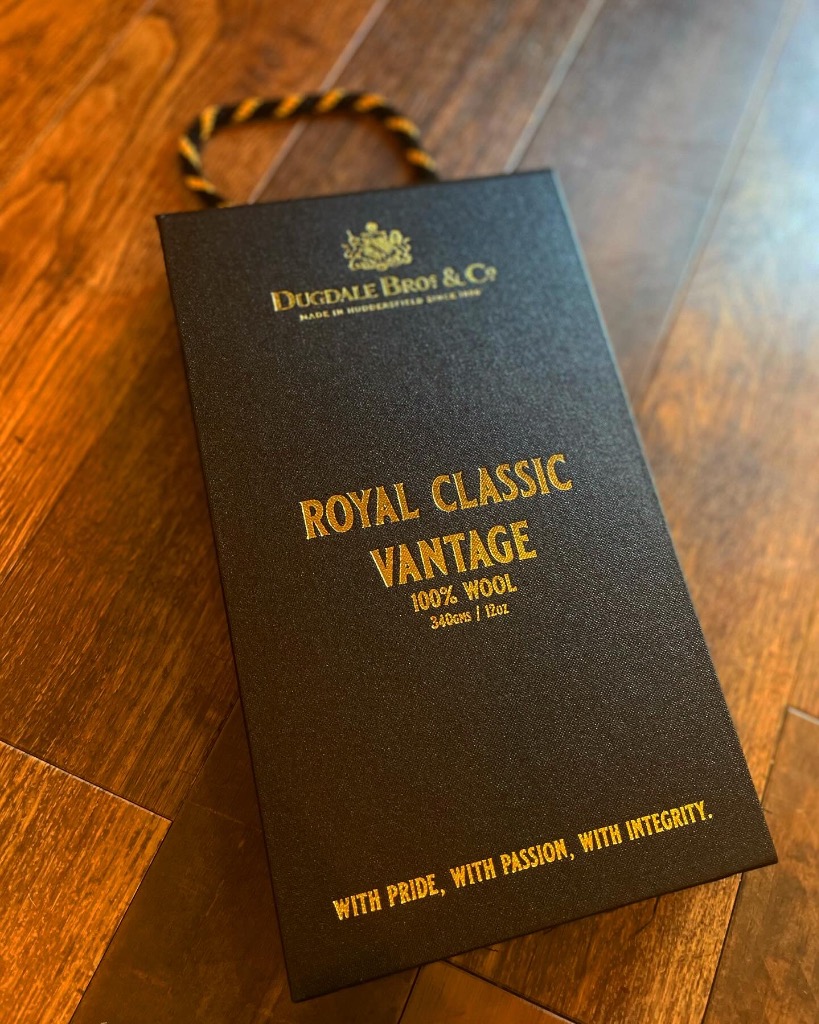 DUGDALE BROS & CO
MADE IN HUDDERSFIELD SINCE 1896
ROYAL CLASSIC
VANTAGE
100% WOOL
340GMS / 12OZ
WITH PRIDE, WITH PASSION, WITH INTEGRITY.